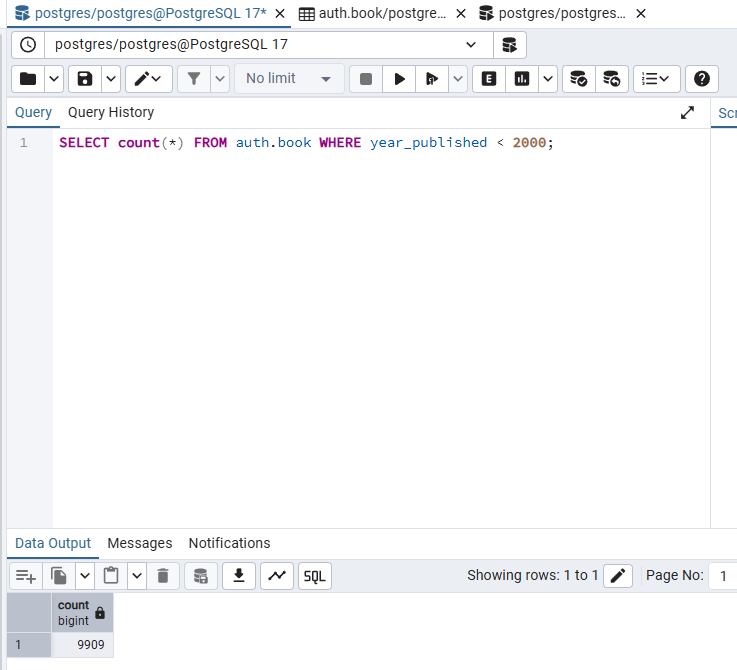 postgres/postgres@PostgreSQL 17* auth.book/postgre... postgres/postgres...
postgres/postgres@PostgreSQL 17
No limit E
Query Query History Scr
1 SELECT count(*) FROM auth.book WHERE year_published < 2000;
Data Output Messages Notifications
SQL Showing rows: 1 to 1 Page No: 1
count
bigint
1 9909